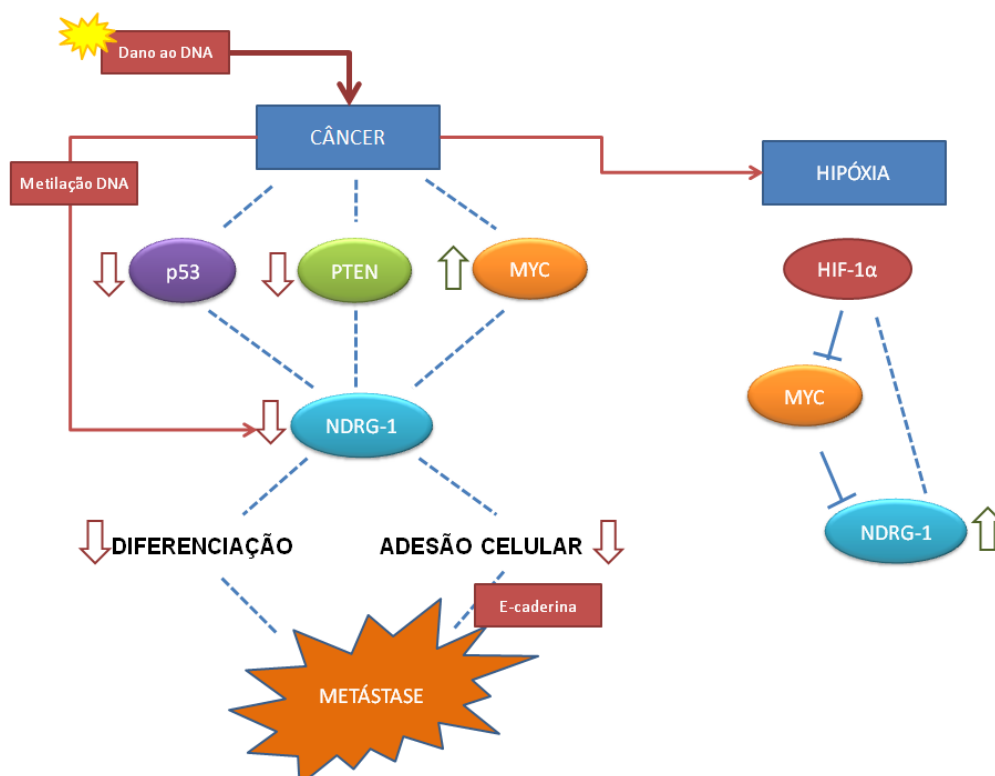 Dano ao DNA
CÂNCER
Metilação DNA
HIPÓXIA
p53
PTEN
MYC
HIF-1α
MYC
NDRG-1
NDRG-1
DIFERENCIAÇÃO
ADESÃO CELULAR
E-caderina
METÁSTASE